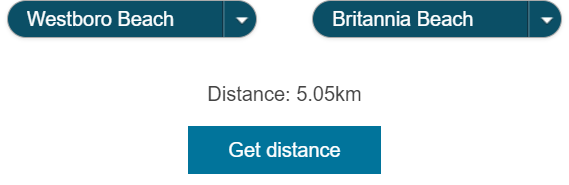 Westboro Beach
Britannia Beach
Distance: 5.05km
Get distance